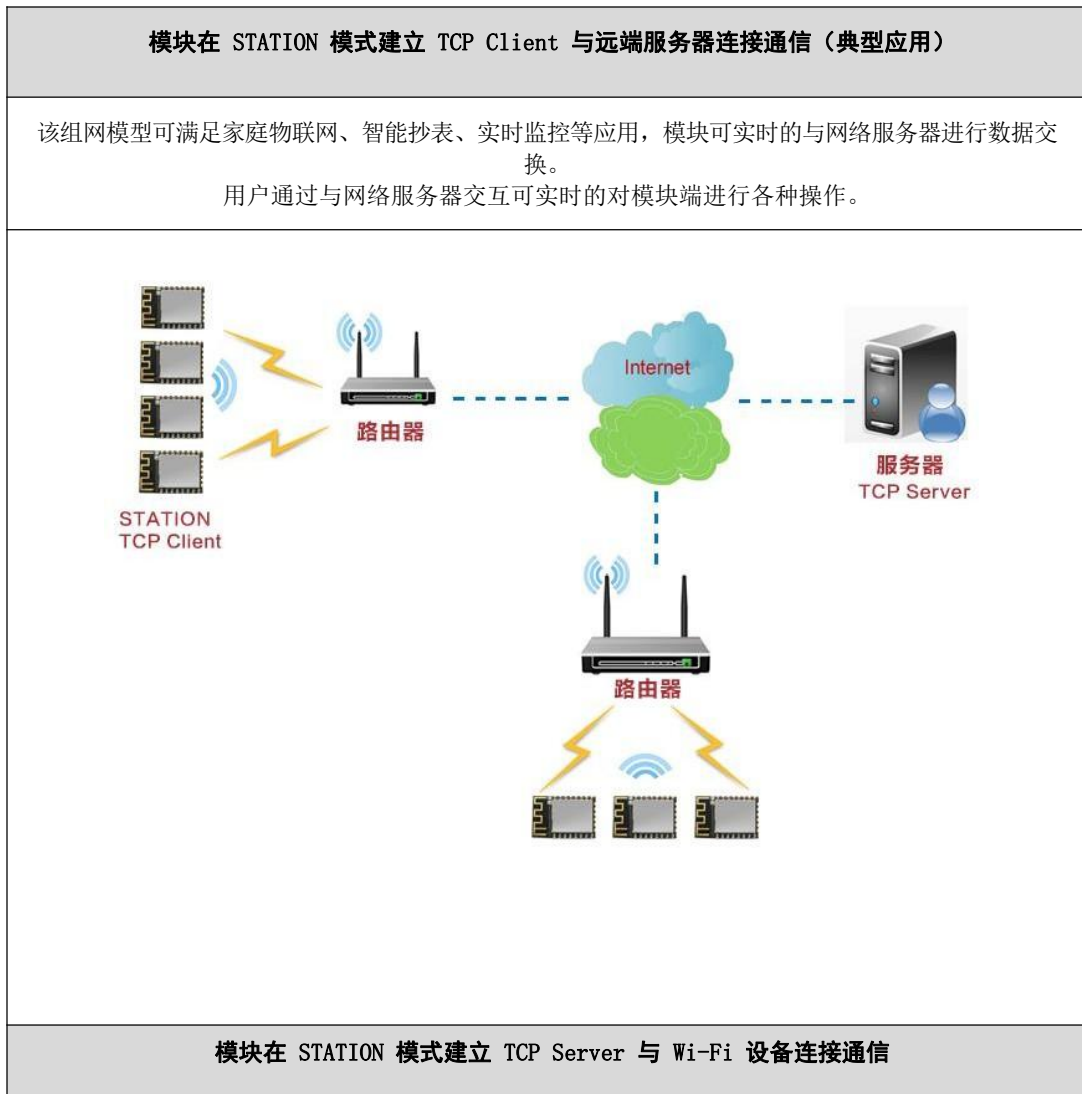 模块在 STATION 模式建立 TCP Client 与远端服务器连接通信（典型应用）
该组网模型可满足家庭物联网、智能抄表、实时监控等应用，模块可实时的与网络服务器进行数据交
换。
用户通过与网络服务器交互可实时的对模块端进行各种操作。
Internet
路由器
服务器
TCP Server
STATION
TCP Client
路由器
模块在 STATION 模式建立 TCP Server 与 Wi-Fi 设备连接通信